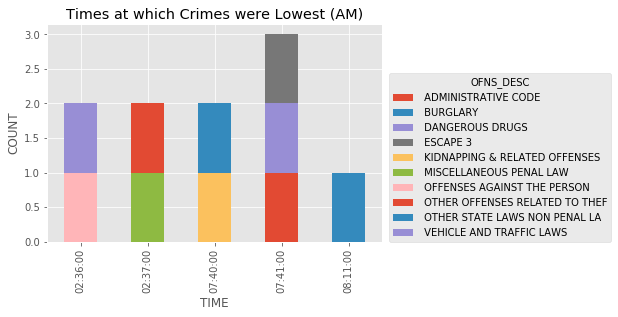 Times at which Crimes were Lowest (AM)
3.0
2.5
2.0
1.5
1.0
0.5
0.0
COUNT
02:36:00
02:37:00
07:40:00
07:41:00
08:11:00
TIME
OFNS_DESC
ADMINISTRATIVE CODE
BURGLARY
DANGEROUS DRUGS
ESCAPE 3
KIDNAPPING & RELATED OFFENSES
MISCELLANEOUS PENAL LAW
OFFENSES AGAINST THE PERSON
OTHER OFFENSES RELATED TO THEF
OTHER STATE LAWS NON PENAL LA
VEHICLE AND TRAFFIC LAWS